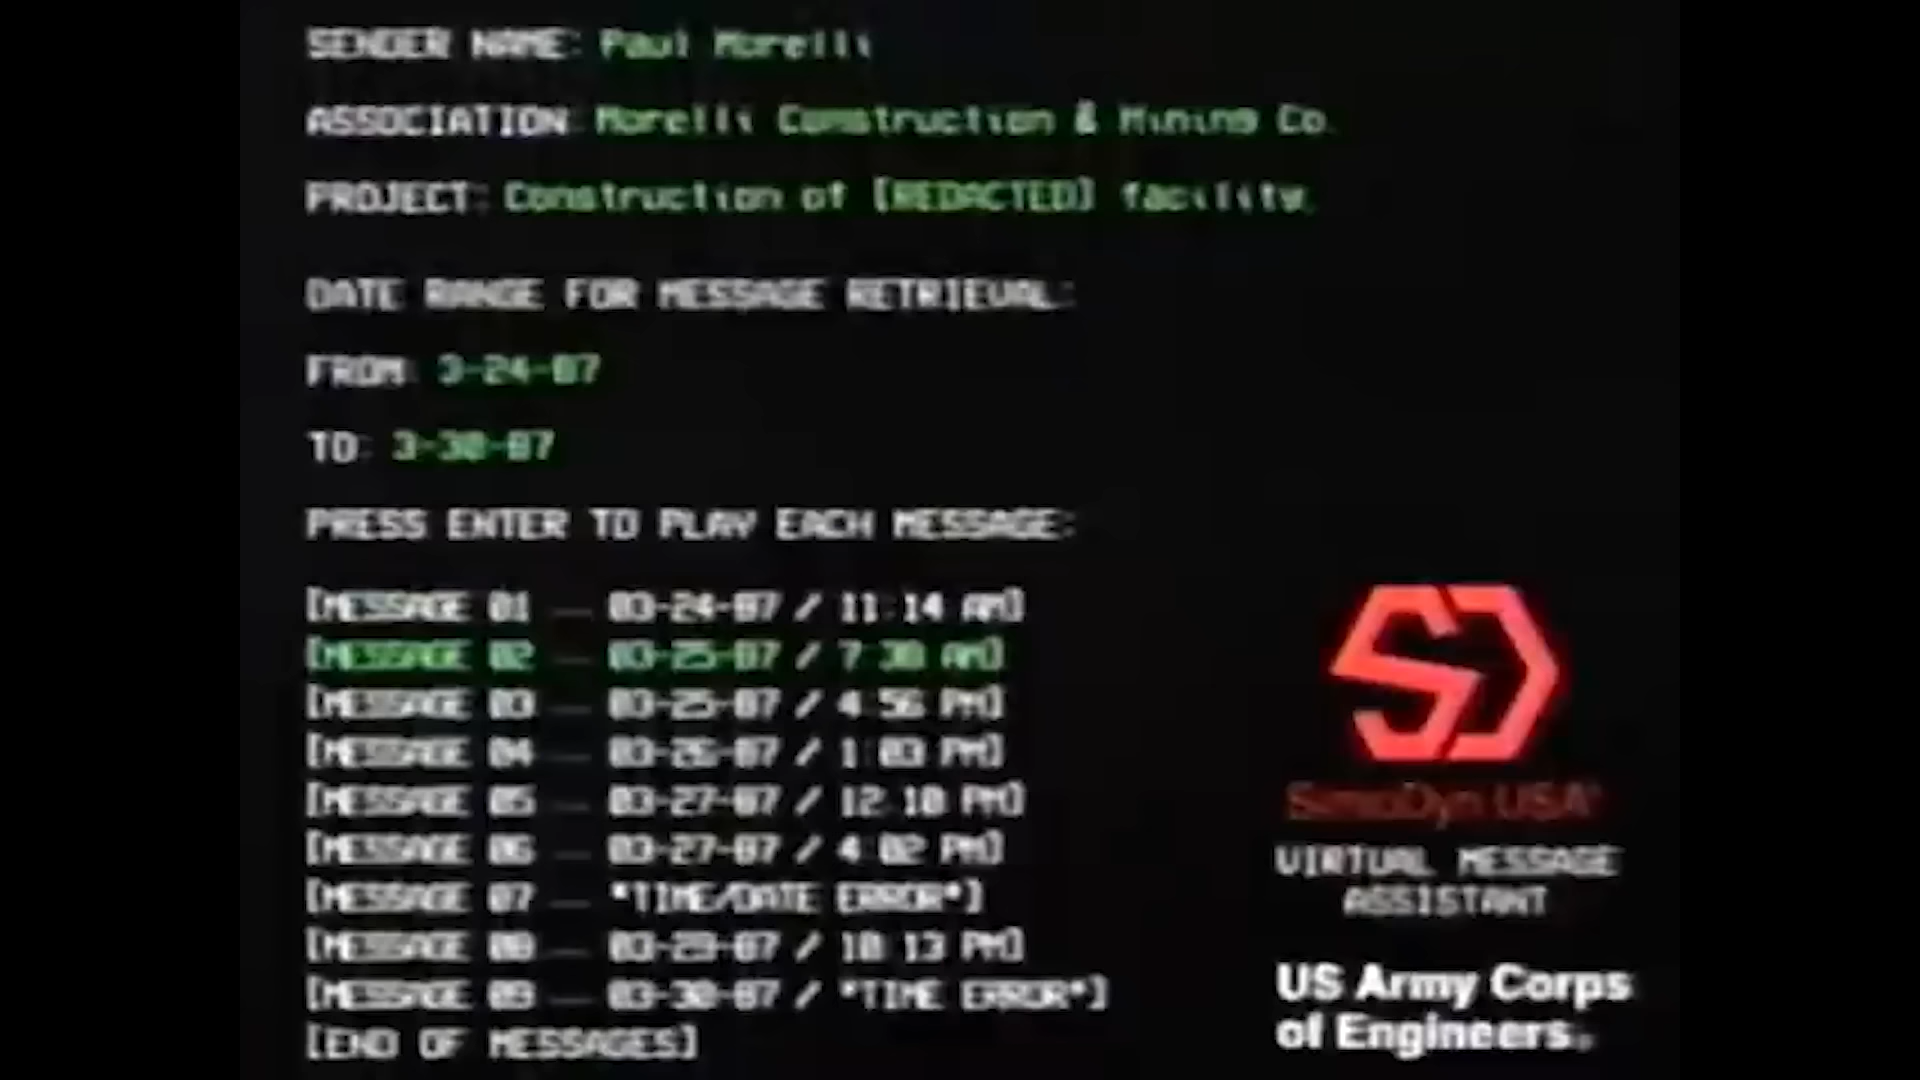 SENDER NAME: Paul Morelli
ASSOCIATION: Morelli Construction & Mining Co.
PROJECT: Construction of [REDACTED] facility.
DATE RANGE FOR MESSAGE RETRIEVAL:
FROM: 3-24-87
TO: 3-30-87
PRESS ENTER TO PLAY EACH MESSAGE:
[MESSAGE 01 — 03-24-87 / 11:14 AM]
[MESSAGE 02 — 03-25-87 / 7:30 AM]
[MESSAGE 03 — 03-25-87 / 4:56 PM]
[MESSAGE 04 — 03-26-87 / 1:03 PM]
[MESSAGE 05 — 03-27-87 / 12:10 PM]
[MESSAGE 06 — 03-27-87 / 4:02 PM]
[MESSAGE 07 — *TIME/DATE ERROR*]
[MESSAGE 08 — 03-29-87 / 10:13 PM]
[MESSAGE 09 — 03-30-87 / *TIME ERROR*]
[END OF MESSAGES]
USA
VIRTUAL MESSAGE
ASSISTANT
US Army Corps
of Engineers